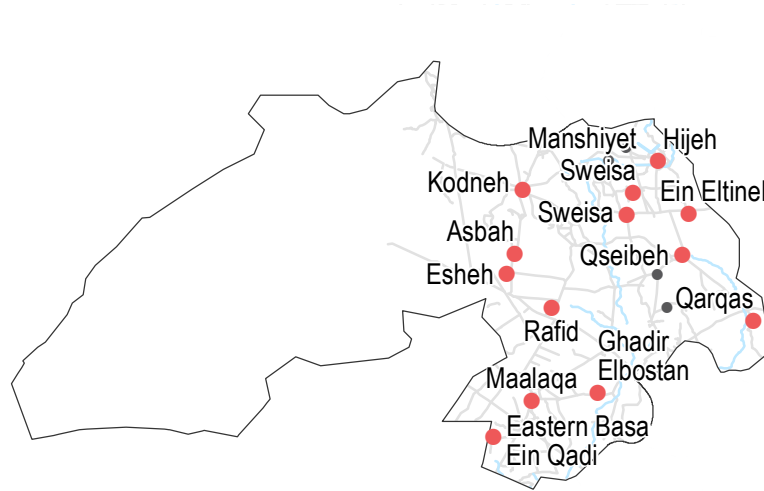 Manshiyet
Hijeh
Sweisa
Kodneh
Ein Eltineh
Sweisa
Asbah
Qseibeh
Esheh
Qarqas
Rafid
Ghadir
Elbostan
Maalaqa
Eastern Basa
Ein Qadi